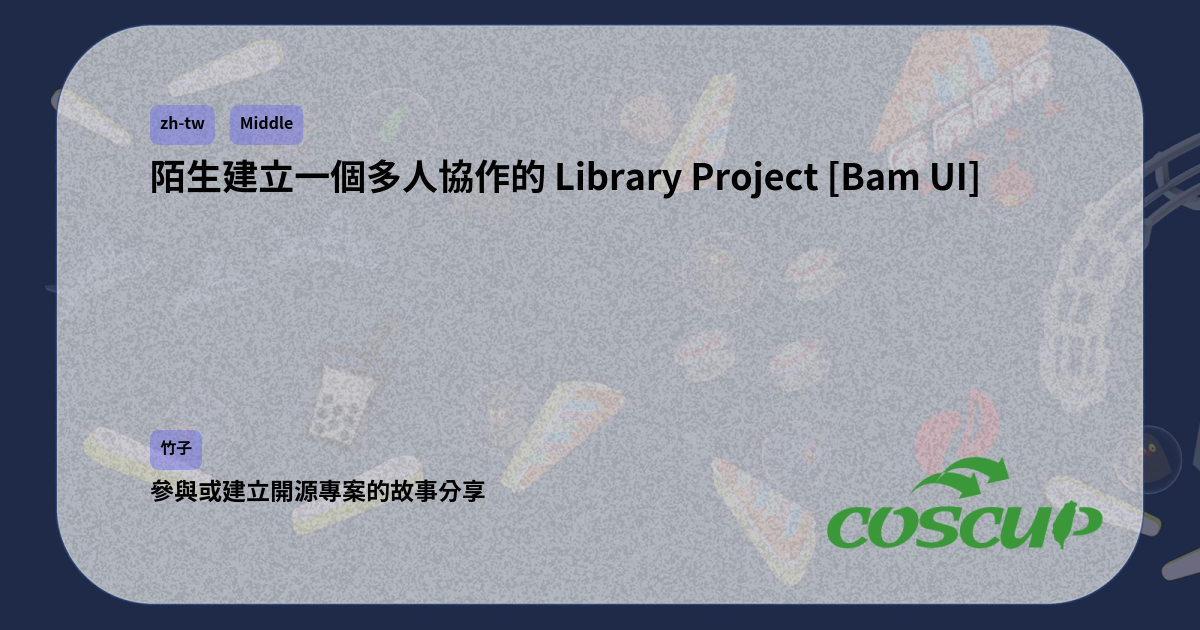 zh-tw Middle
陌生建立一個多人協作的 Library Project [Bam UI]
竹子
參與或建立開源專案的故事分享
COSCUP